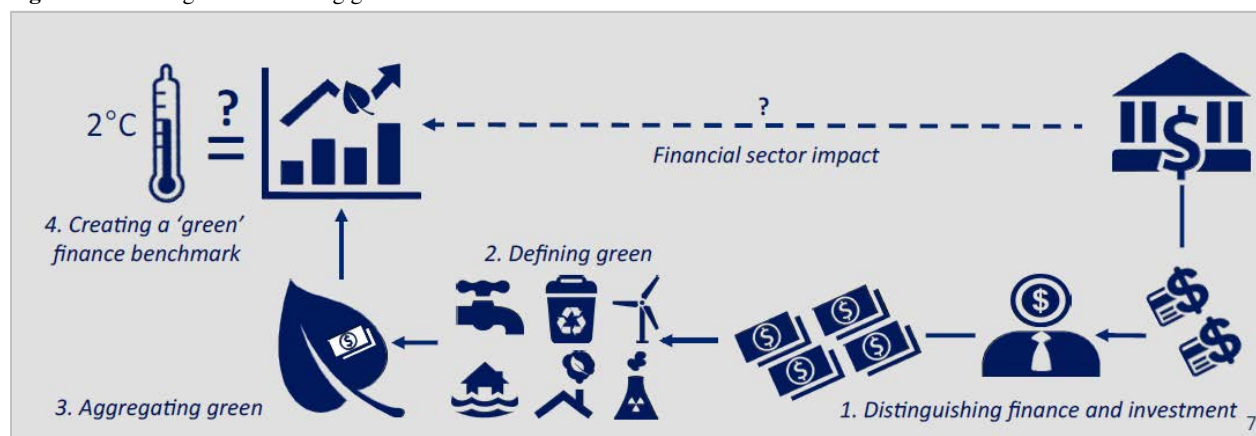 2°C
?
=
?
Financial sector impact
4. Creating a ‘green’
finance benchmark
2. Defining green
3. Aggregating green
1. Distinguishing finance and investment
7